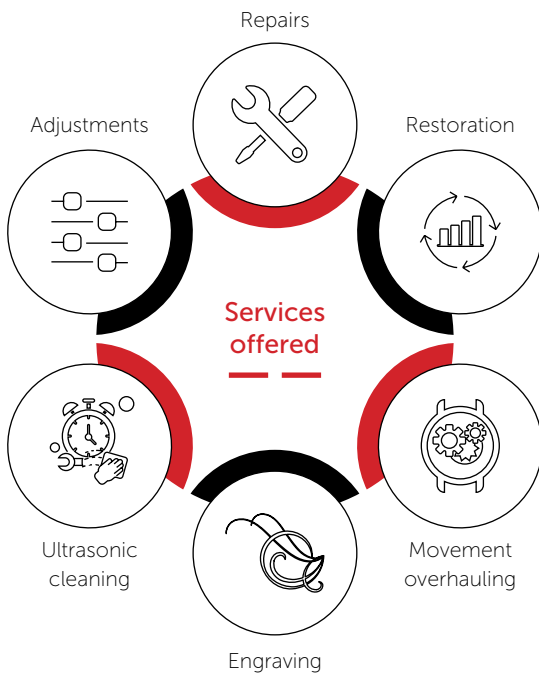 Repairs
Adjustments
Restoration
Services
offered
Ultrasonic
cleaning
Movement
overhauling
Engraving